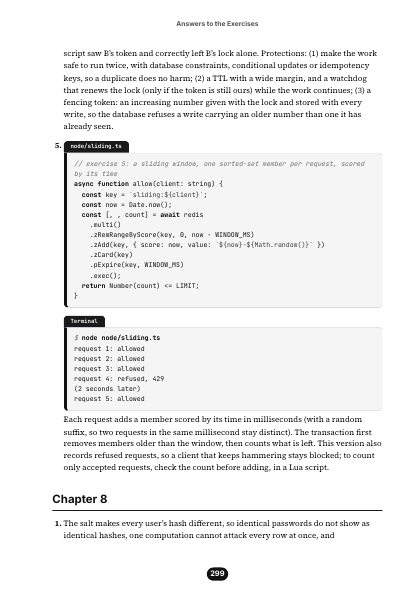 Answers to the Exercises
script saw B's token and correctly left B's lock alone. Protections: (1) make the work
safe to run twice, with database constraints, conditional updates or idempotency
keys, so a duplicate does no harm; (2) a TTL with a wide margin, and a watchdog
that renews the lock (only if the token is still ours) while the work continues; (3) a
fencing token: an increasing number given with the lock and stored with every
write, so the database refuses a write carrying an older number than one it has
already seen.
5. node/sliding.ts
// exercise 5: a sliding window, one sorted-set member per request, scored
by its time
async function allow(client: string) {
  const key = `sliding:${client}`;
  const now = Date.now();
  const [, , count] = await redis
    .multi()
    .zRemRangeByScore(key, 0, now - WINDOW_MS)
    .zAdd(key, { score: now, value: `${now}-${Math.random()}` })
    .zCard(key)
    .pExpire(key, WINDOW_MS)
    .exec();
  return Number(count) <= LIMIT;
}
Terminal
$ node node/sliding.ts
request 1: allowed
request 2: allowed
request 3: allowed
request 4: refused, 429
(2 seconds later)
request 5: allowed
Each request adds a member scored by its time in milliseconds (with a random
suffix, so two requests in the same millisecond stay distinct). The transaction first
removes members older than the window, then counts what is left. This version also
records refused requests, so a client that keeps hammering stays blocked; to count
only accepted requests, check the count before adding, in a Lua script.
Chapter 8
1. The salt makes every user's hash different, so identical passwords do not show as
identical hashes, one computation cannot attack every row at once, and
299